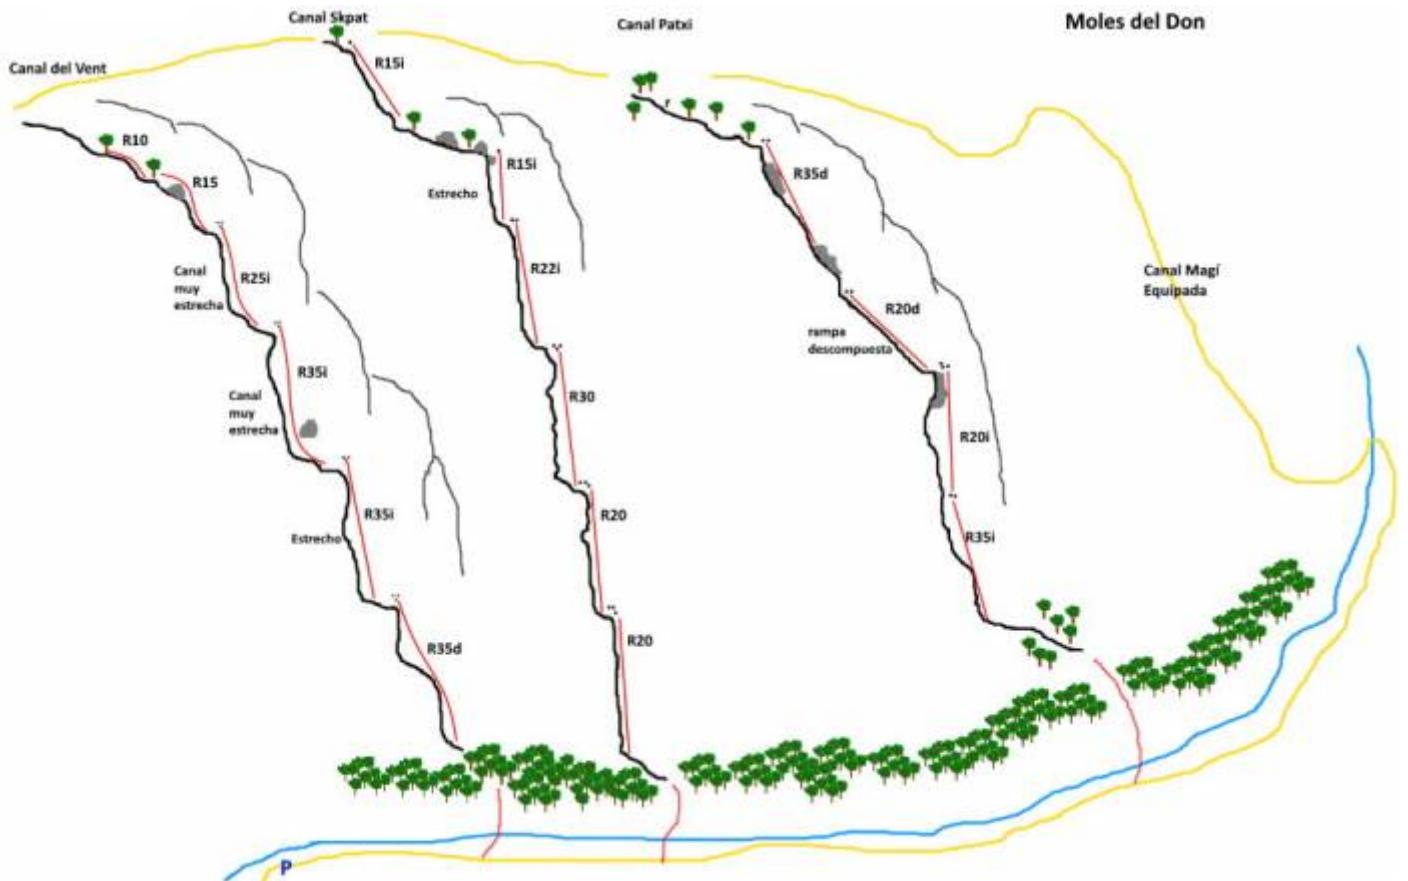 Moles del Don
Canal del Vent
R10
R15
Canal
muy
estrecha
R25i
R35i
Canal
muy
estrecha
R35i
Estrecho
R35d
Canal Skpat
R15i
R15i
Estrecho
R22i
R30
R20
R20
Canal Patxi
r
R35d
R20d
rampa
descompuesta
R20i
R35i
Canal Magí
Equipada
P